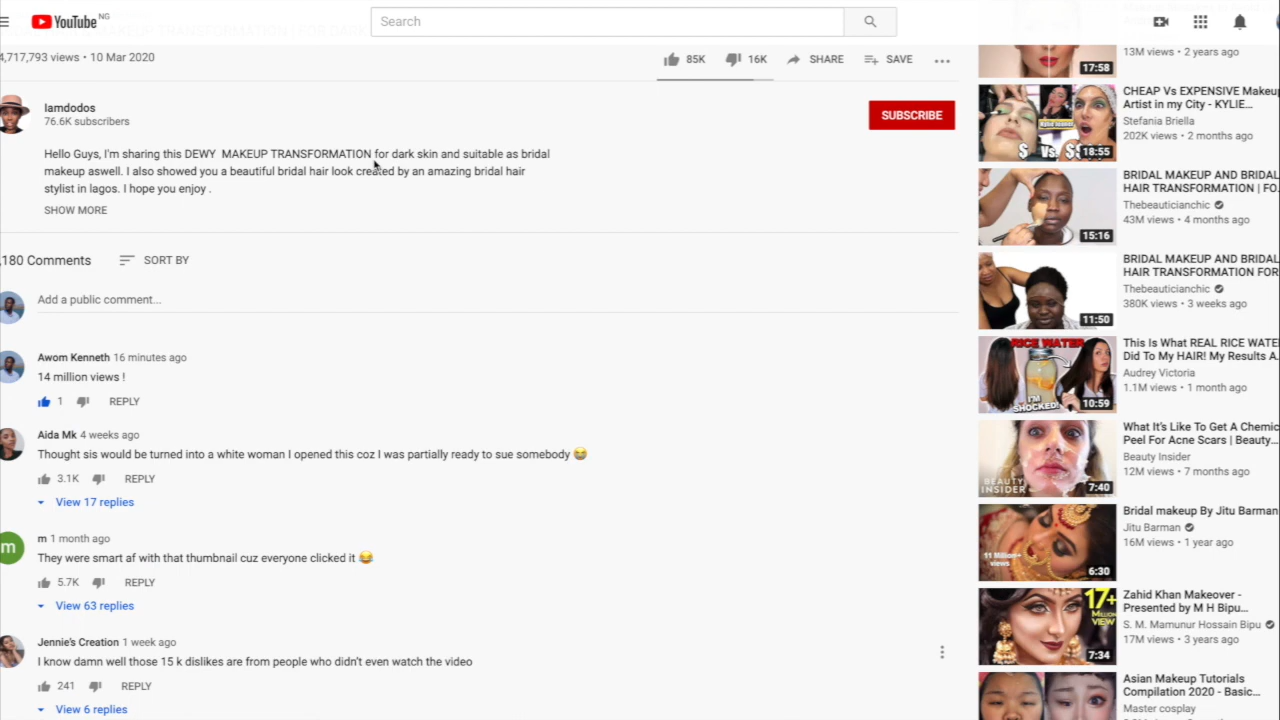 YouTube NG
Search
4,717,793 views • 10 Mar 2020
85K
16K
SHARE
SAVE
Iamdodos
76.6K subscribers
SUBSCRIBE
Hello Guys, I'm sharing this DEWY MAKEUP TRANSFORMATION for dark skin and suitable as bridal
makeup aswell. I also showed you a beautiful bridal hair look created by an amazing bridal hair
stylist in lagos. I hope you enjoy .
SHOW MORE
,180 Comments
SORT BY
Add a public comment...
Awom Kenneth 16 minutes ago
14 million views !
1
REPLY
Aida Mk 4 weeks ago
Thought sis would be turned into a white woman I opened this coz I was partially ready to sue somebody 😂
3.1K
REPLY
View 17 replies
m
m 1 month ago
They were smart af with that thumbnail cuz everyone clicked it 😂
5.7K
REPLY
View 63 replies
Jennie's Creation 1 week ago
I know damn well those 15 k dislikes are from people who didn't even watch the video
241
REPLY
View 6 replies
17:58
13M views • 2 years ago
$ Vs. $
18:55
CHEAP Vs EXPENSIVE Makeup
Artist in my City - KYLIE...
Stefania Briella
202K views • 2 months ago
15:16
BRIDAL MAKEUP AND BRIDAL
HAIR TRANSFORMATION | FO
Thebeauticianchic
43M views • 4 months ago
11:50
BRIDAL MAKEUP AND BRIDAL
HAIR TRANSFORMATION FOR
Thebeauticianchic
380K views • 3 weeks ago
RICE WATER
I'M
SHOCKED!
10:59
This Is What REAL RICE WATE
Did To My HAIR! My Results A
Audrey Victoria
1.1M views • 1 month ago
BEAUTY
INSIDER
7:40
What It's Like To Get A Chemic
Peel For Acne Scars | Beauty...
Beauty Insider
12M views • 7 months ago
11 Million+
views
6:30
Bridal makeup By Jitu Barman
Jitu Barman
16M views • 1 year ago
17+
MILLION
VIEW
7:34
Zahid Khan Makeover -
Presented by M H Bipu...
S. M. Mamunur Hossain Bipu
17M views • 3 years ago
Asian Makeup Tutorials
Compilation 2020 - Basic...
Master cosplay